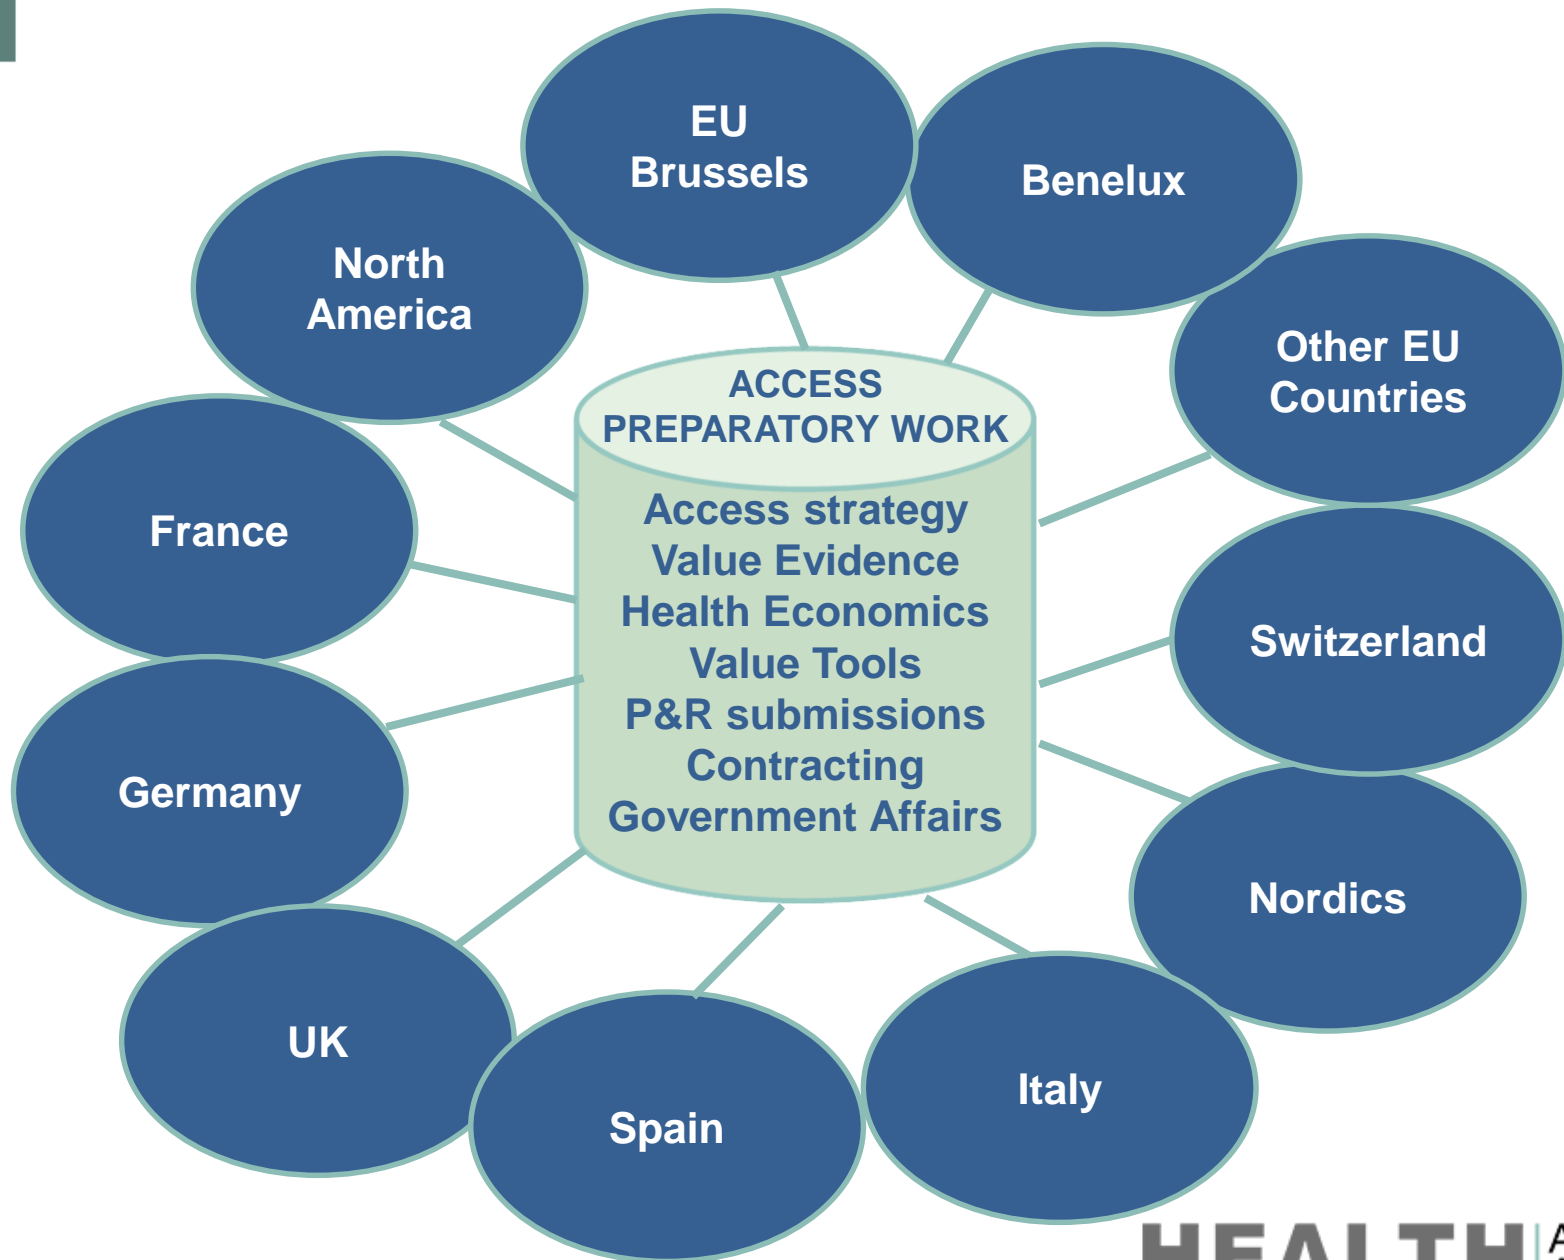 EU
Brussels
Benelux
North
America
Other EU
Countries
ACCESS
PREPARATORY WORK
Access strategy
Value Evidence
Health Economics
Value Tools
P&R submissions
Contracting
Government Affairs
France
Switzerland
Germany
Nordics
UK
Italy
Spain
HEALTH